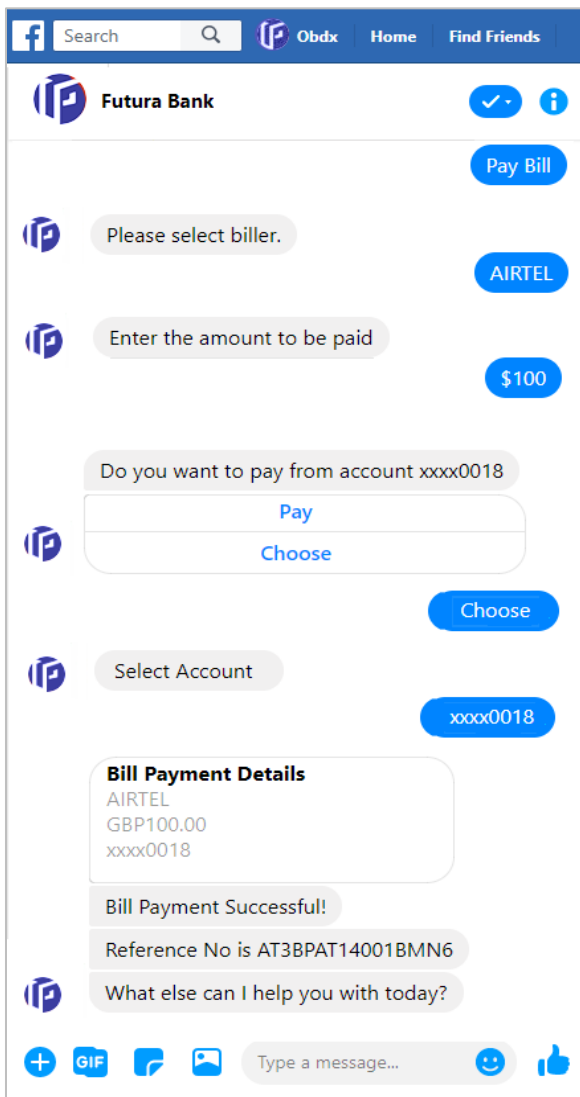 Search
Obdx
Home
Find Friends
Futura Bank
Pay Bill
Please select biller.
AIRTEL
Enter the amount to be paid
$100
Do you want to pay from account xxxx0018
Pay
Choose
Choose
Select Account
xxxx0018
Bill Payment Details
AIRTEL
GBP100.00
xxxx0018
Bill Payment Successful!
Reference No is AT3BPAT14001BMN6
What else can I help you with today?
GIF
Type a message...